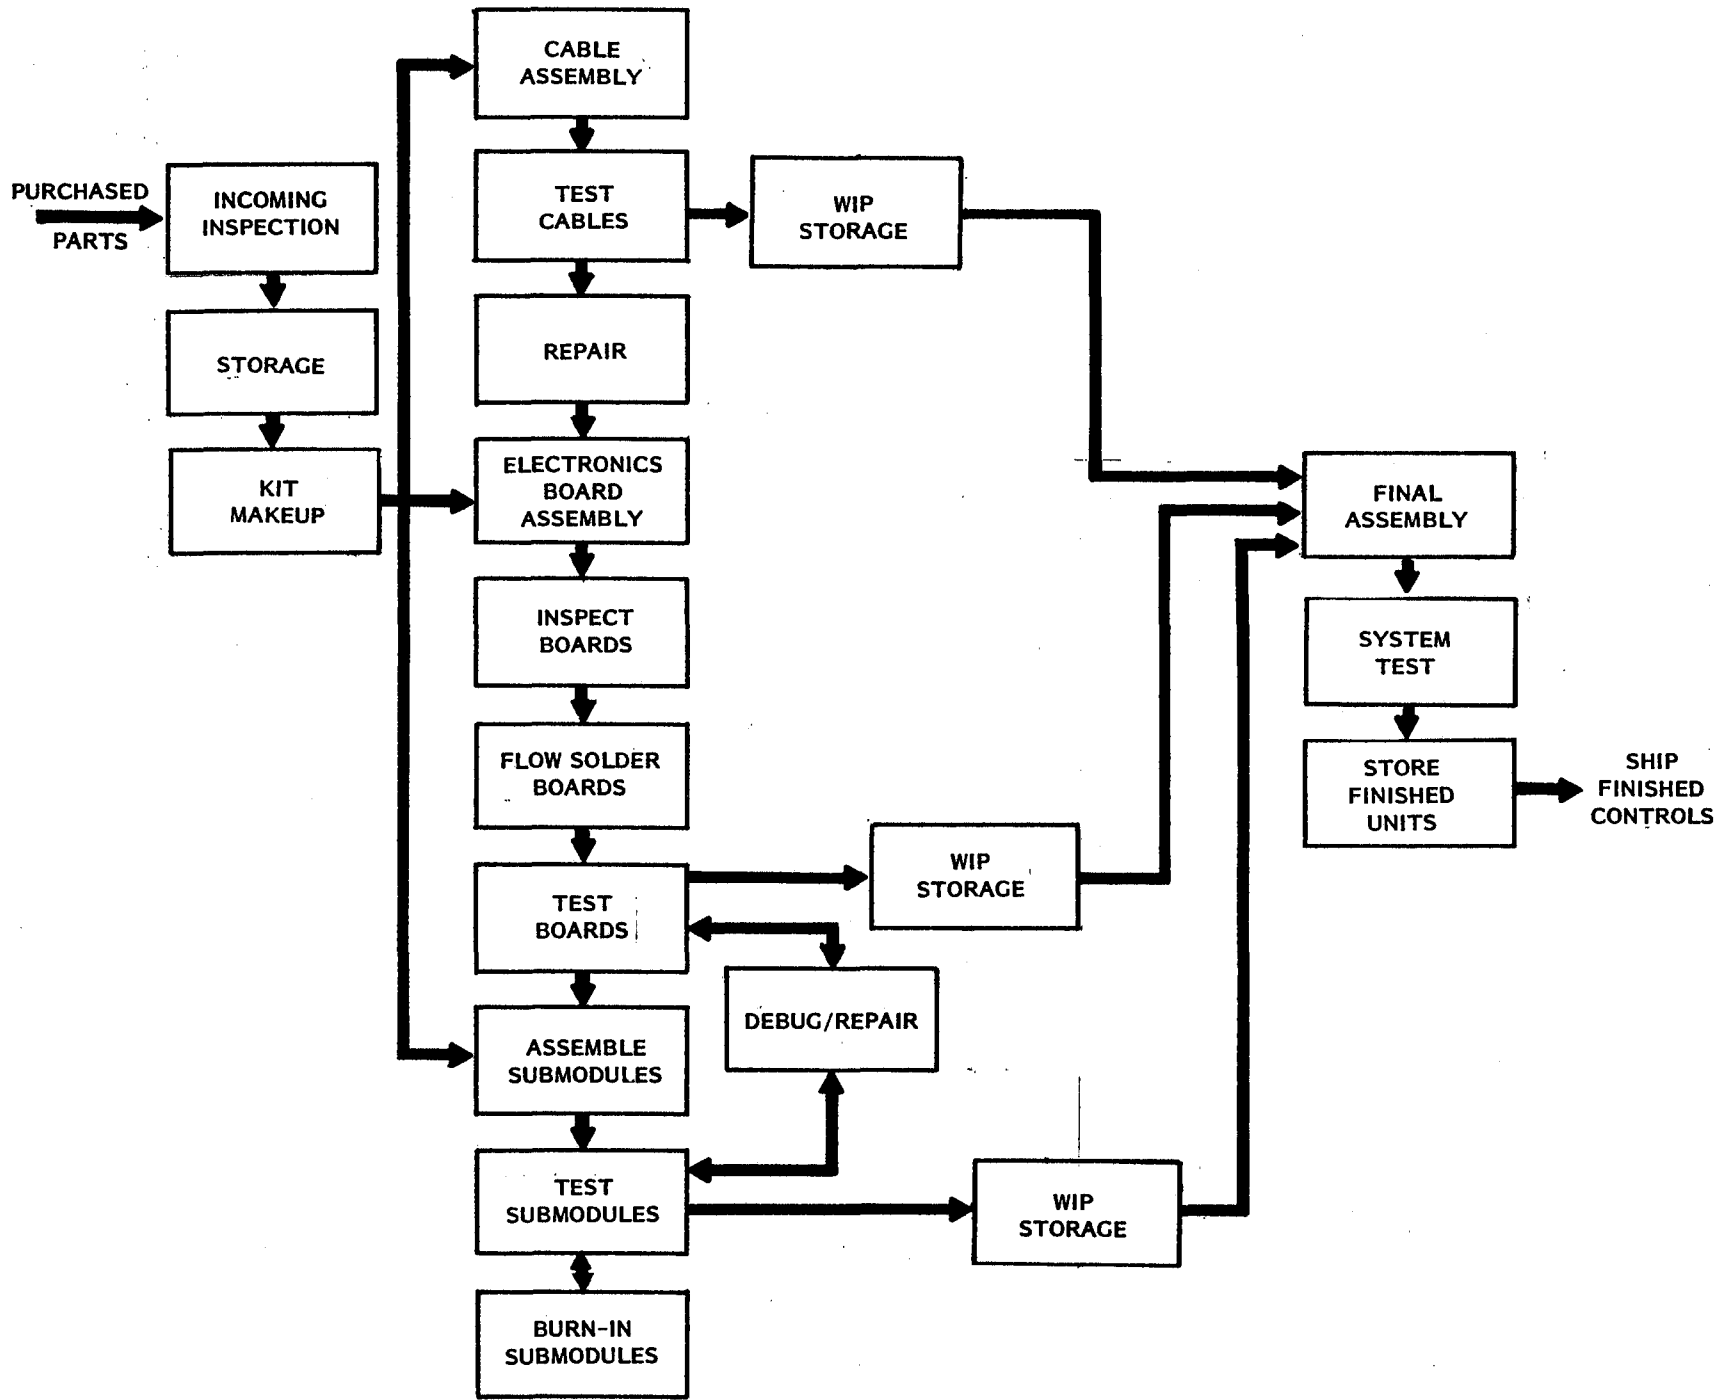 PURCHASED
PARTS
INCOMING
INSPECTION
STORAGE
KIT
MAKEUP
CABLE
ASSEMBLY
TEST
CABLES
WIP
STORAGE
REPAIR
ELECTRONICS
BOARD
ASSEMBLY
INSPECT
BOARDS
FLOW SOLDER
BOARDS
TEST
BOARDS
WIP
STORAGE
DEBUG/REPAIR
ASSEMBLE
SUBMODULES
TEST
SUBMODULES
WIP
STORAGE
BURN-IN
SUBMODULES
FINAL
ASSEMBLY
SYSTEM
TEST
STORE
FINISHED
UNITS
SHIP
FINISHED
CONTROLS